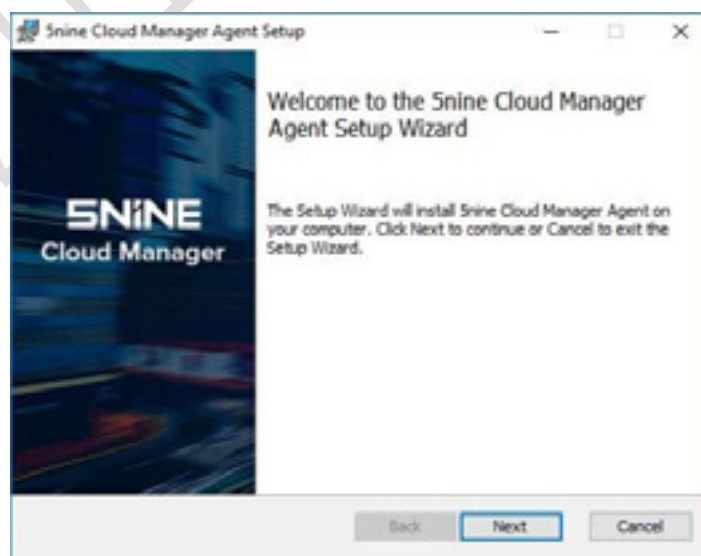 5nine Cloud Manager Agent Setup
Welcome to the 5nine Cloud Manager
Agent Setup Wizard
5NINE
Cloud Manager
The Setup Wizard will install 5nine Cloud Manager Agent on
your computer. Click Next to continue or Cancel to exit the
Setup Wizard.
Back
Next
Cancel